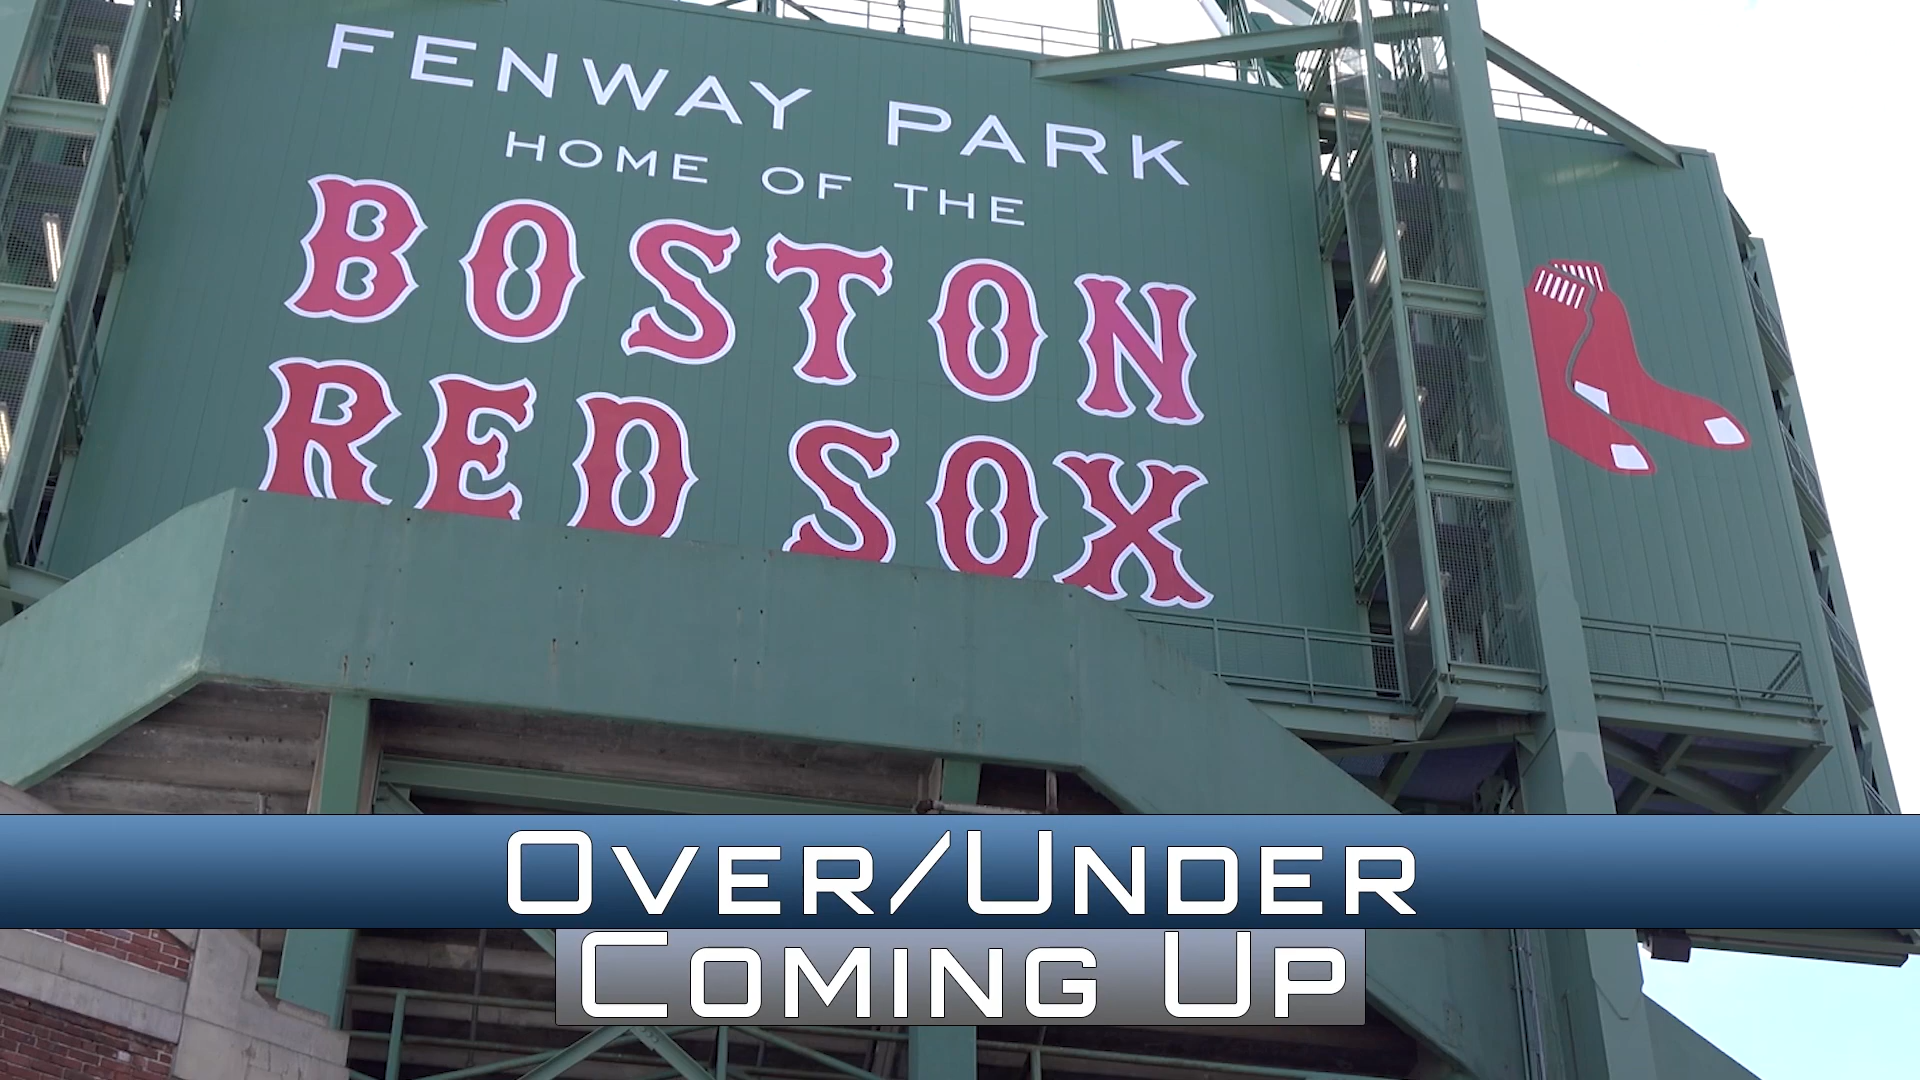 FENWAY PARK
HOME OF THE
BOSTON
RED SOX
OVER/UNDER
COMING UP